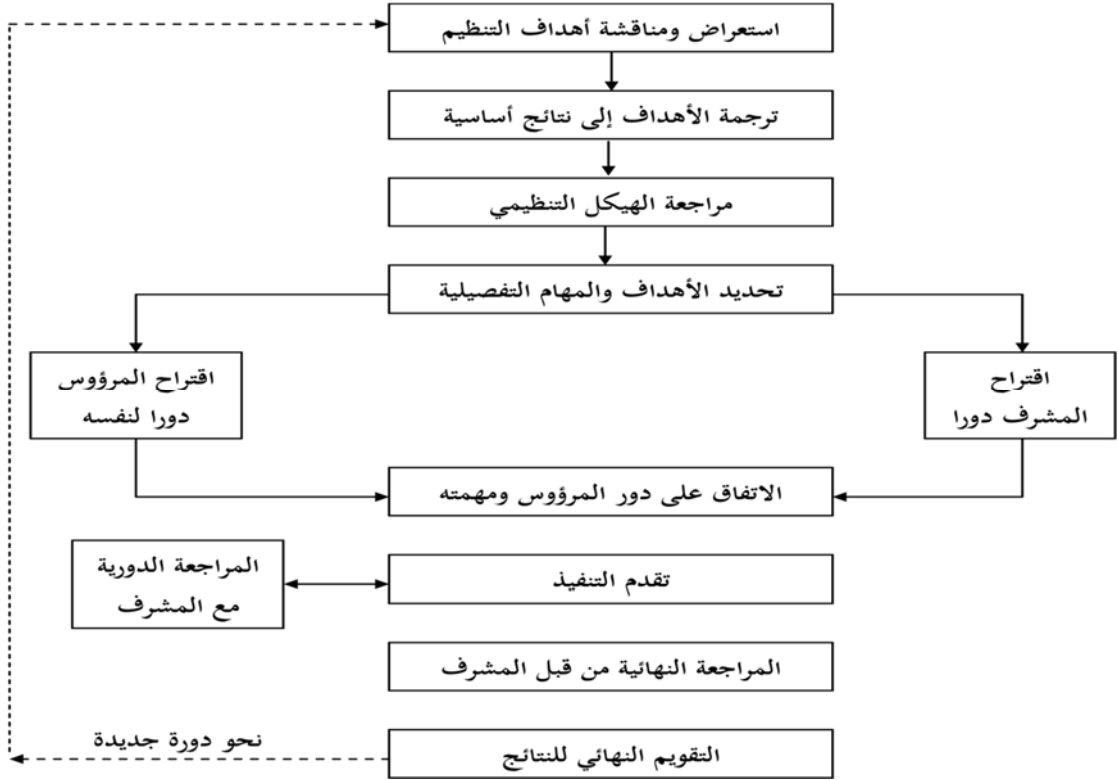 استعراض ومناقشة أهداف التنظيم
ترجمة الأهداف إلى نتائج أساسية
مراجعة الهيكل التنظيمي
تحديد الأهداف والمهام التفصيلية
اقتراح
المشرف دورا
اقتراح المرؤوس
دورا لنفسه
الاتفاق على دور المرؤوس ومهمته
تقدم التنفيذ
المراجعة الدورية
مع المشرف
المراجعة النهائية من قبل المشرف
التقويم النهائي للنتائج
نحو دورة جديدة